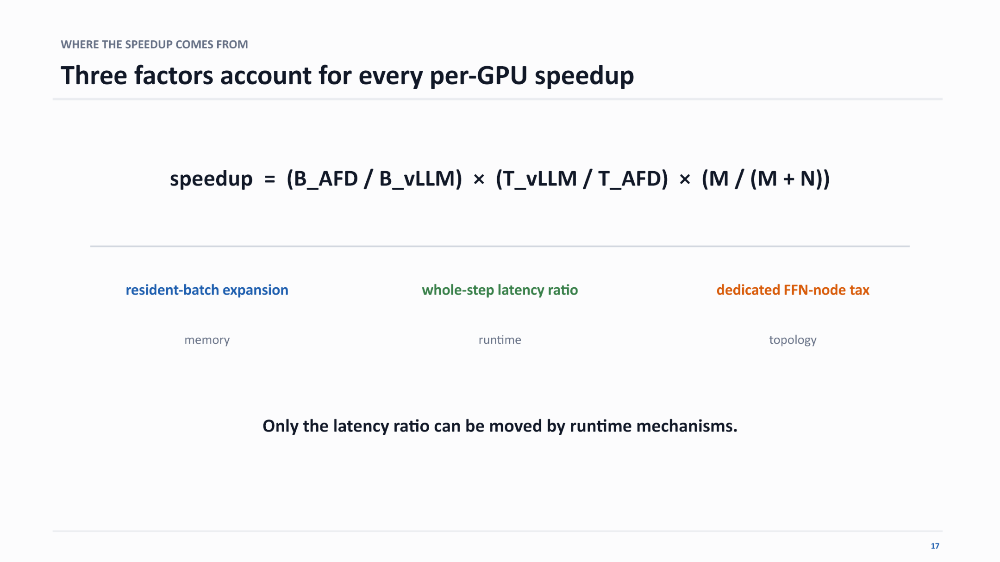 WHERE THE SPEEDUP COMES FROM
Three factors account for every per-GPU speedup
speedup = (B_AFD / B_vLLM) × (T_vLLM / T_AFD) × (M / (M + N))
resident-batch expansion
whole-step latency ratio
dedicated FFN-node tax
memory
runtime
topology
Only the latency ratio can be moved by runtime mechanisms.
17